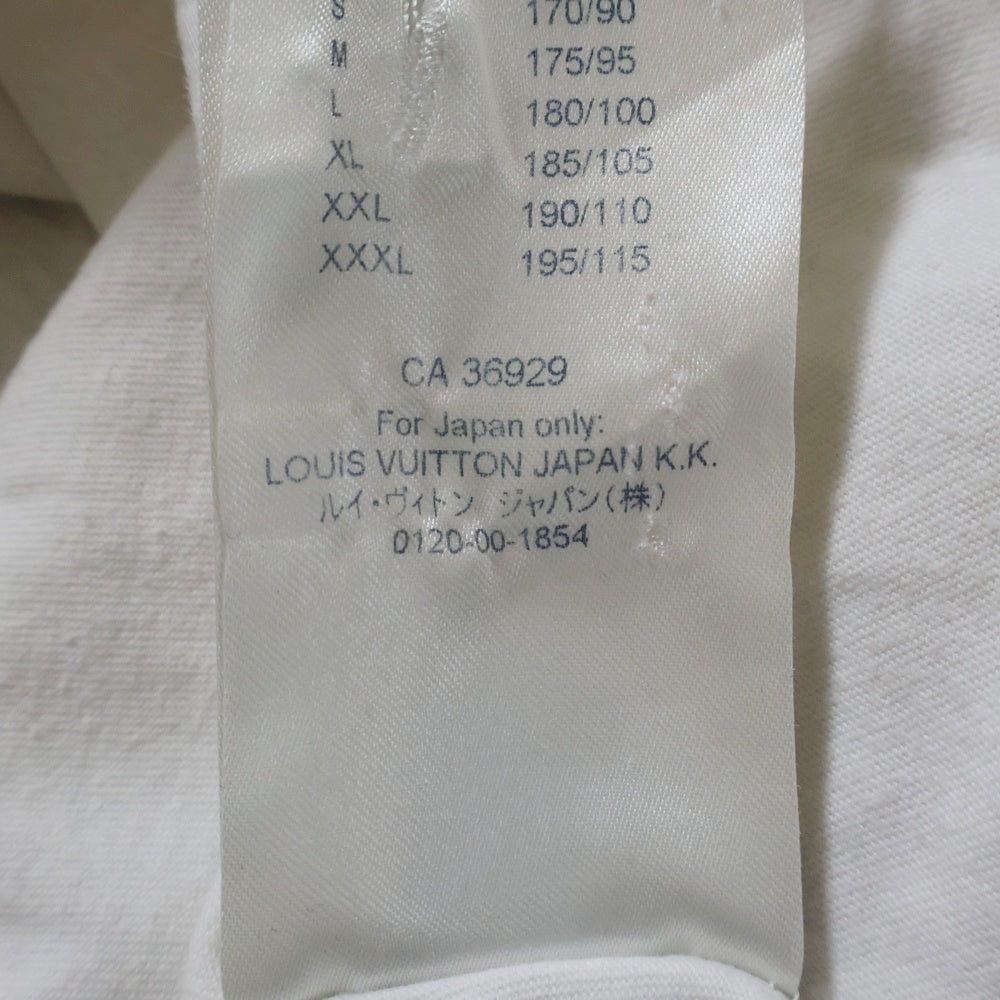 S 170/90
M 175/95
L 180/100
XL 185/105
XXL 190/110
XXXL 195/115
CA 36929
For Japan only:
LOUIS VUITTON JAPAN K.K.
ルイ・ヴィトン ジャパン(株)
0120-00-1854